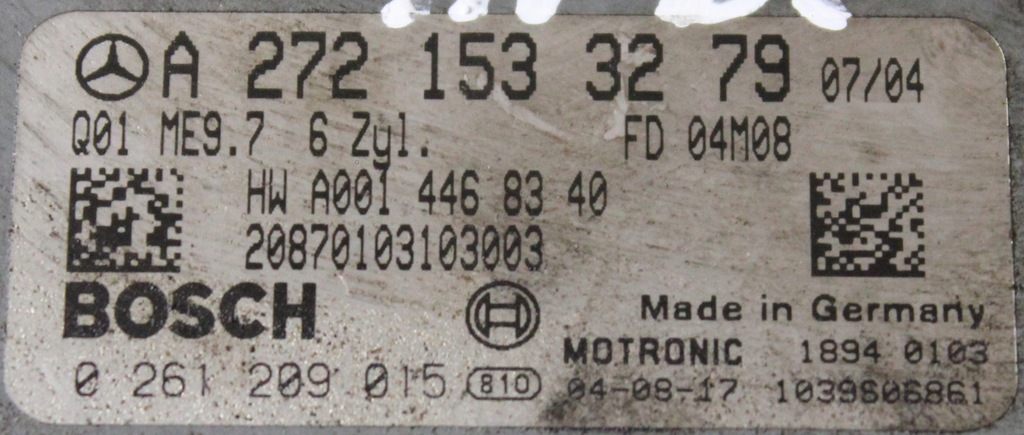 A 272 153 32 79 07/04
Q01 ME9.7 6 Zyl. FD 04M08
HW A001 446 83 40
20870103103003
BOSCH
Made in Germany
MOTRONIC 1894 0103
0 261 209 015 810 04-08-17 1039S06861